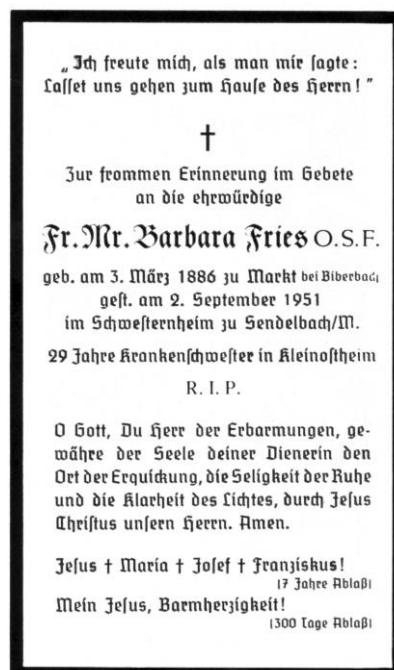 „Ich freute mich, als man mir sagte:
Lasset uns gehen zum Hause des Herrn!"
†
Zur frommen Erinnerung im Gebete
an die ehrwürdige
Fr. Mr. Barbara Fries O.S.F.
geb. am 3. März 1886 zu Markt bei Biberbach
gest. am 2. September 1951
im Schwesternheim zu Sendelbach/M.
29 Jahre Krankenschwester in Kleinostheim
R. I. P.
O Gott, Du Herr der Erbarmungen, ge-
währe der Seele deiner Dienerin den
Ort der Erquickung, die Seligkeit der Ruhe
und die Klarheit des Lichtes, durch Jesus
Christus unsern Herrn. Amen.
Jesus † Maria † Josef † Franziskus!
(7 Jahre Ablaß)
Mein Jesus, Barmherzigkeit!
(300 Tage Ablaß)